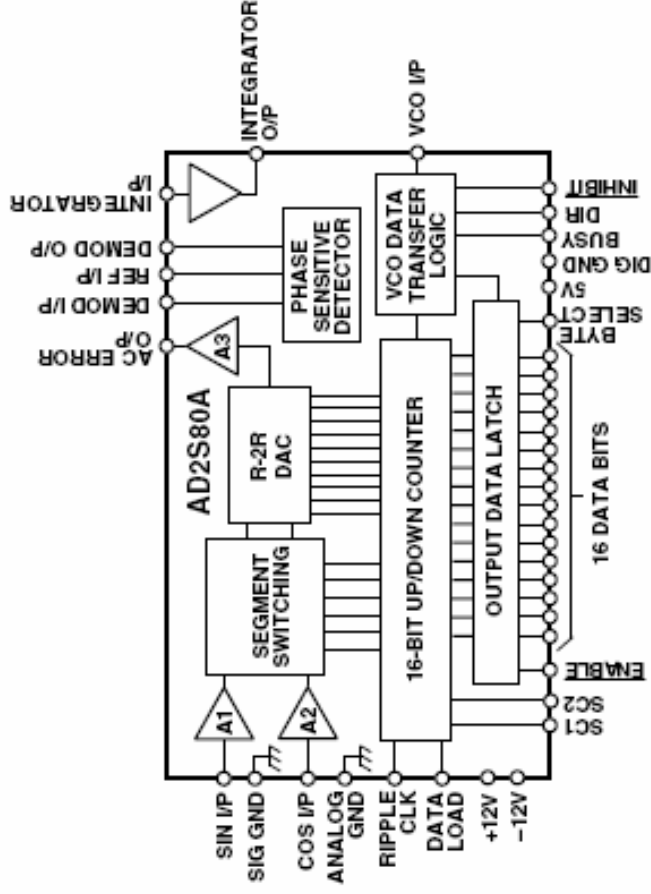 AC ERROR
O/P
DEMOD I/P
REF I/P
DEMOD O/P
INTEGRATOR
I/P
INTEGRATOR
O/P
AD2S80A
A1
A2
A3
SEGMENT
SWITCHING
R-2R
DAC
PHASE
SENSITIVE
DETECTOR
SIN I/P
SIG GND
COS I/P
ANALOG
GND
RIPPLE
CLK
DATA
LOAD
+12V
–12V
16-BIT UP/DOWN COUNTER
VCO DATA
TRANSFER
LOGIC
VCO I/P
OUTPUT DATA LATCH
SC1
SC2
ENABLE
16 DATA BITS
BYTE
SELECT
5V
DIG GND
BUSY
DIR
INHIBIT